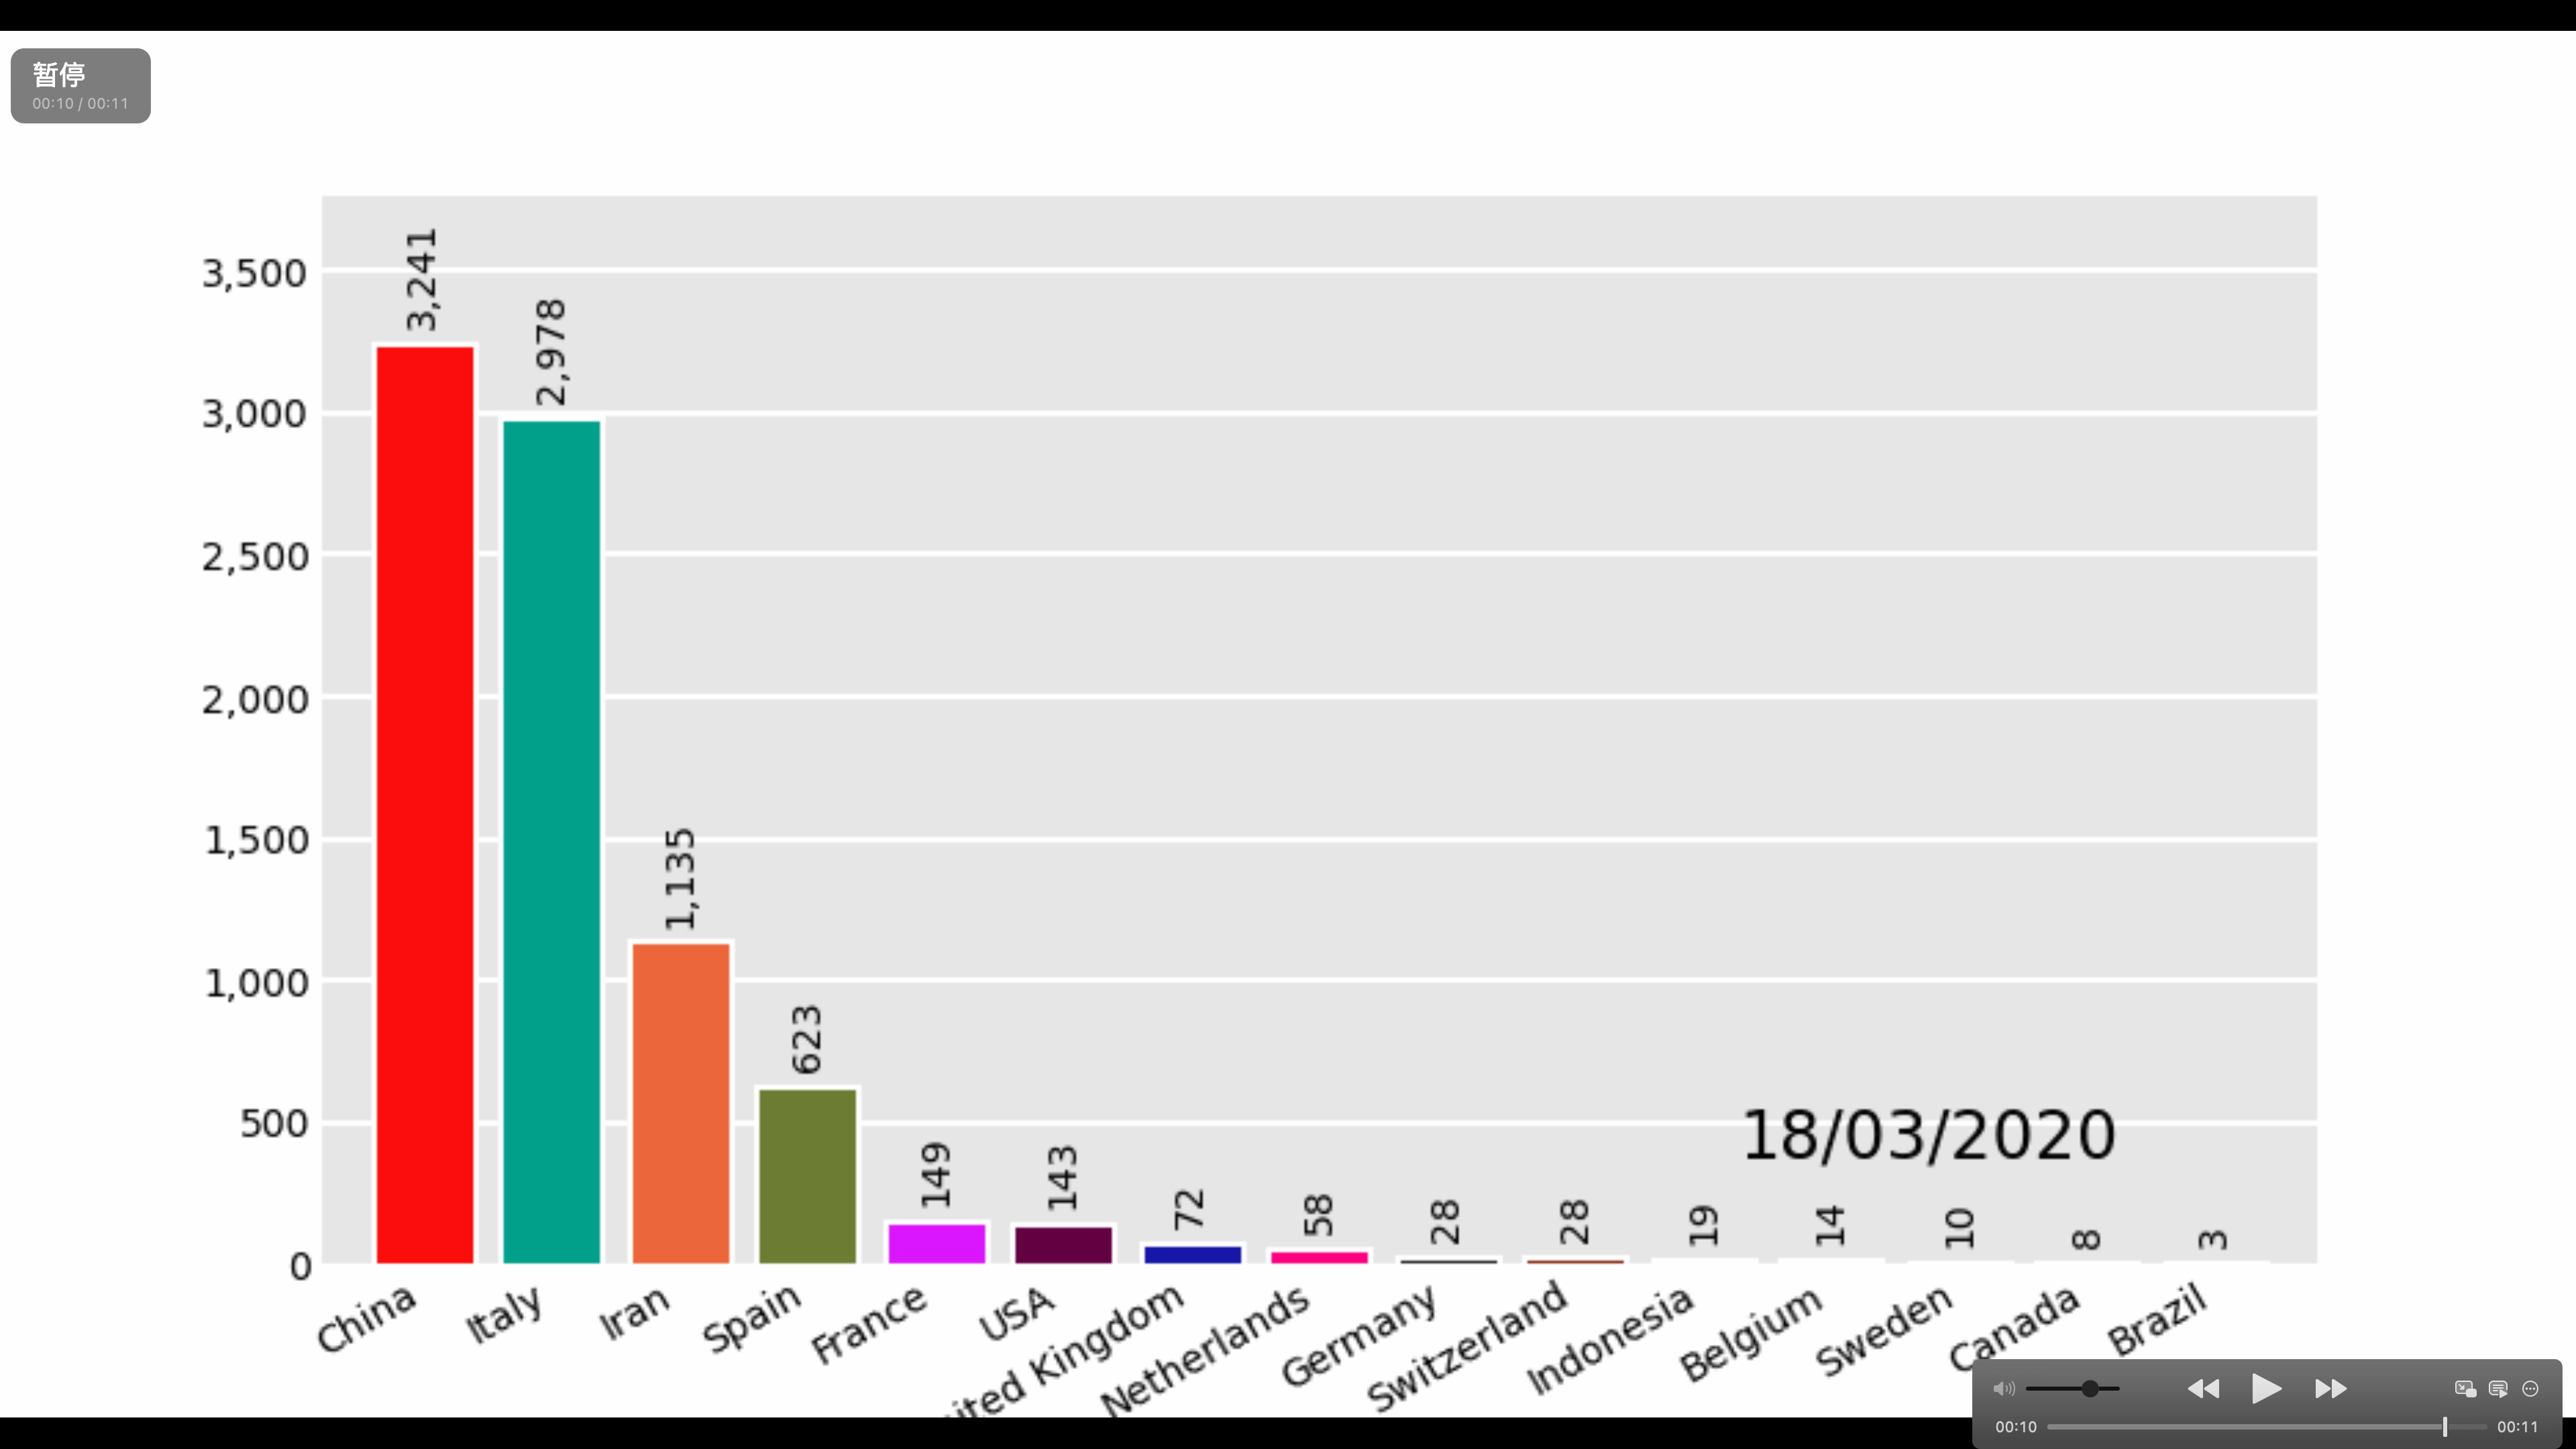 暂停
00:10 / 00:11
3,500
3,000
2,500
2,000
1,500
1,000
500
0
3,241
2,978
1,135
623
149
143
72
58
28
28
19
14
10
8
3
18/03/2020
China
Italy
Iran
Spain
France
USA
ited Kingdom
Netherlands
Germany
Switzerland
Indonesia
Belgium
Sweden
Canada
Brazil
00:10
00:11